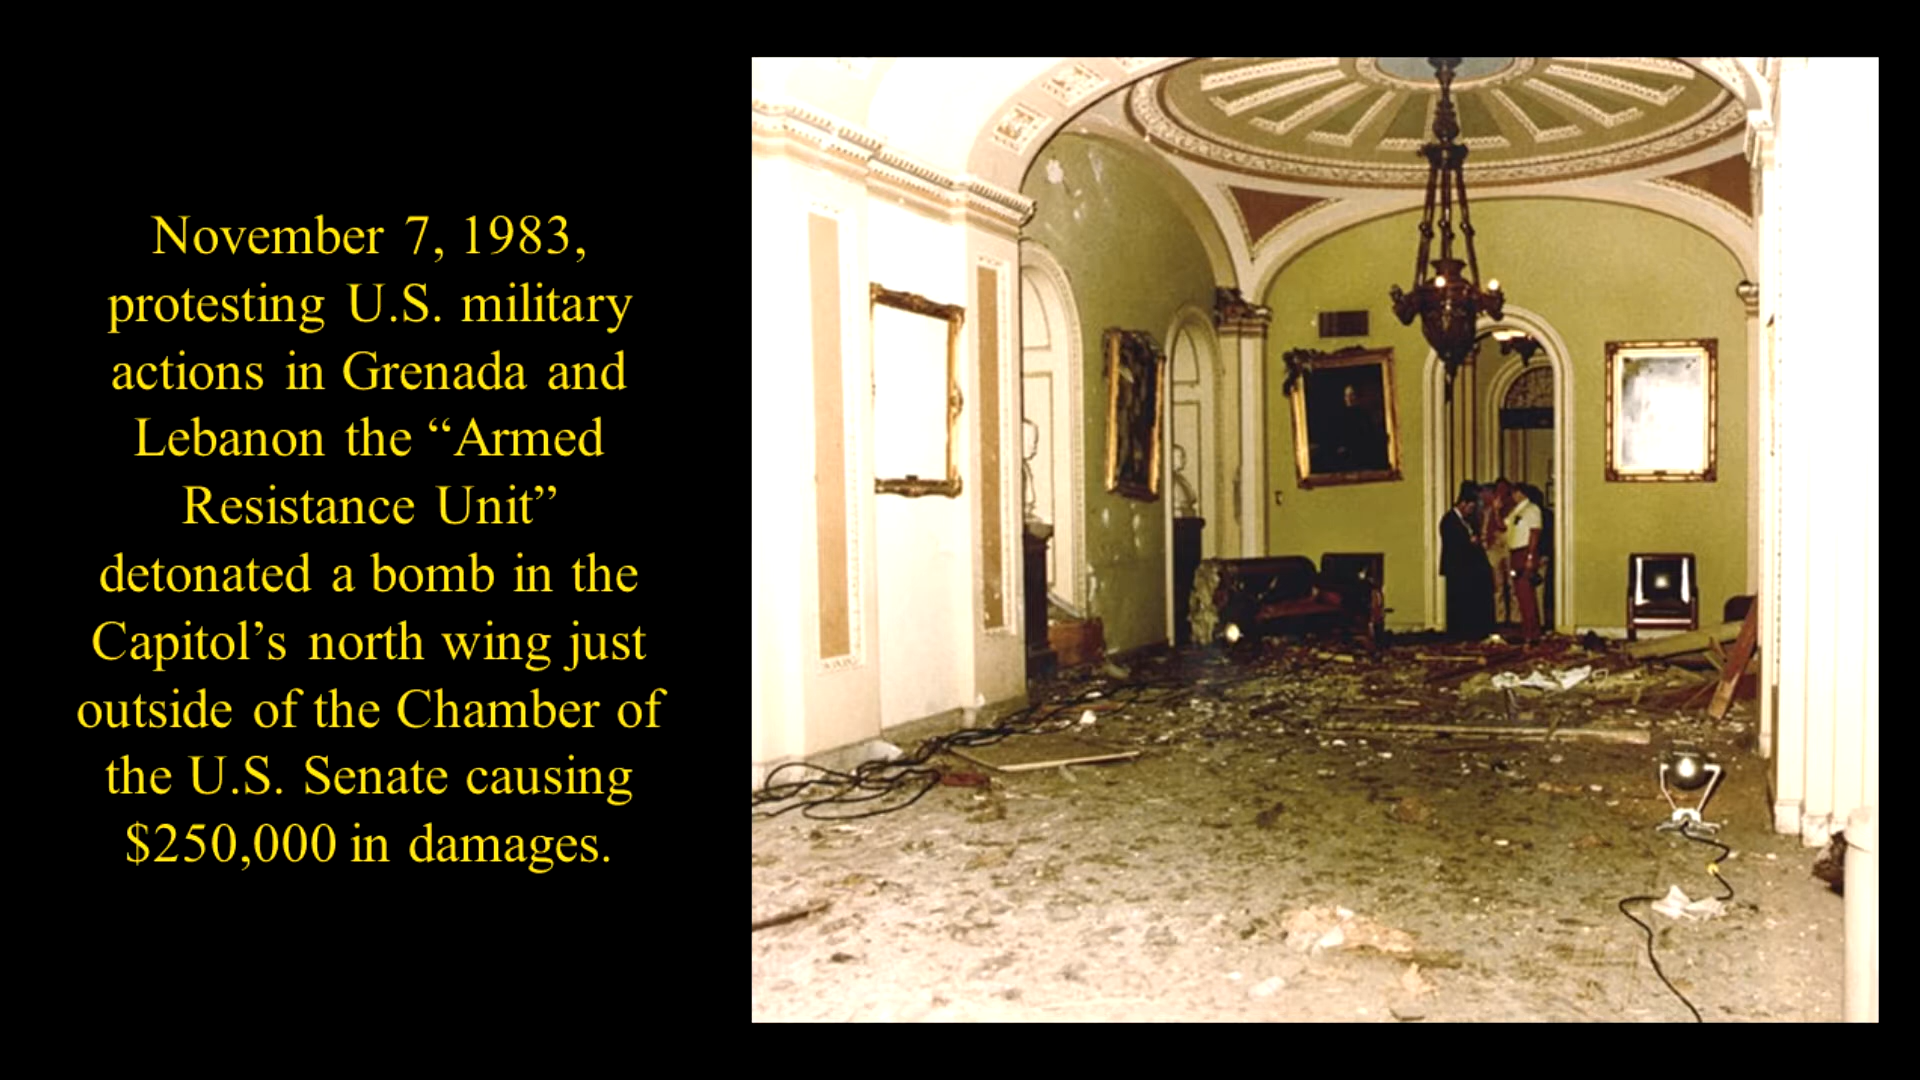 November 7, 1983,
protesting U.S. military
actions in Grenada and
Lebanon the “Armed
Resistance Unit”
detonated a bomb in the
Capitol’s north wing just
outside of the Chamber of
the U.S. Senate causing
$250,000 in damages.